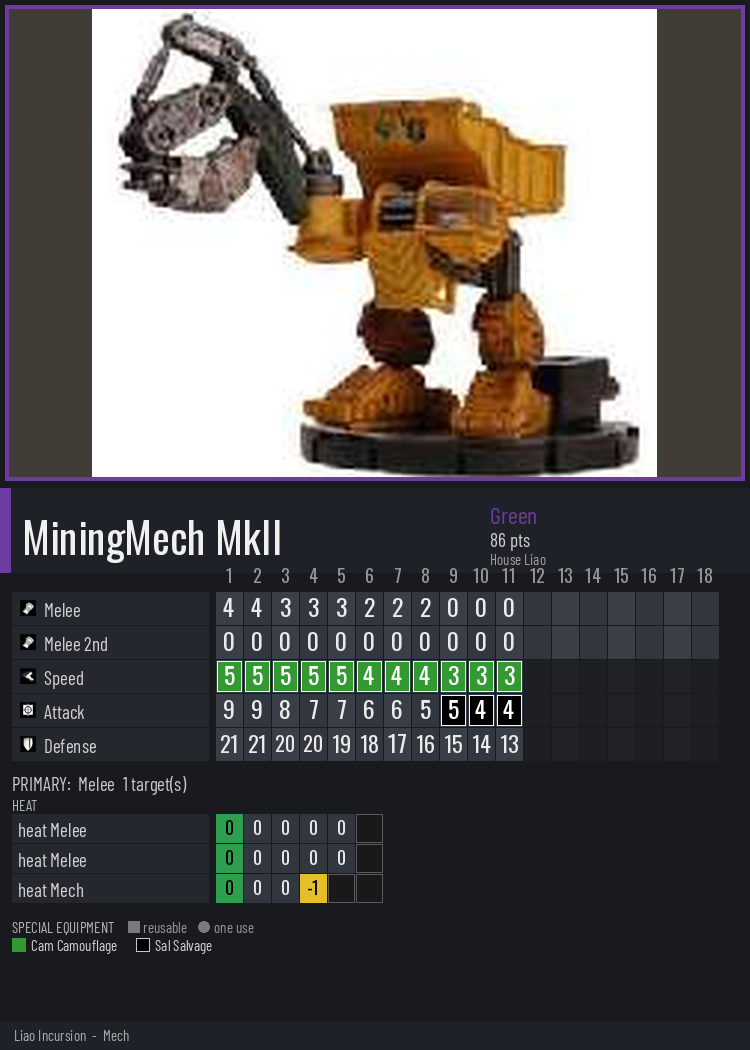 MiningMech MkII
Green
86 pts
House Liao
1 2 3 4 5 6 7 8 9 10 11 12 13 14 15 16 17 18
Melee 4 4 3 3 3 2 2 2 0 0 0
Melee 2nd 0 0 0 0 0 0 0 0 0 0 0
Speed 5 5 5 5 5 4 4 4 3 3 3
Attack 9 9 8 7 7 6 6 5 5 4 4
Defense 21 21 20 20 19 18 17 16 15 14 13
PRIMARY: Melee 1 target(s)
HEAT
heat Melee 0 0 0 0 0
heat Melee 0 0 0 0 0
heat Mech 0 0 0 -1
SPECIAL EQUIPMENT reusable one use
Cam Camouflage Sal Salvage
Liao Incursion - Mech